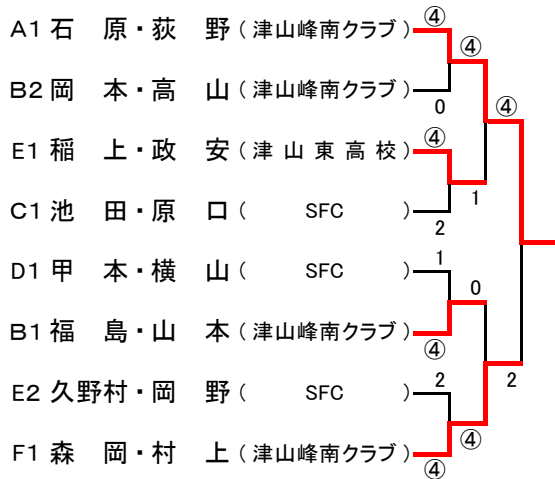 A1 石 原・荻 野 (津山峰南クラブ) ④
④
B2 岡 本・高 山 (津山峰南クラブ) 0
④
E1 稲 上・政 安 (津山東高校) ④
1
C1 池 田・原 口 ( SFC ) 2
D1 甲 本・横 山 ( SFC ) 1
0
B1 福 島・山 本 (津山峰南クラブ) ④
2
E2 久野村・岡 野 ( SFC ) 2
④
F1 森 岡・村 上 (津山峰南クラブ) ④